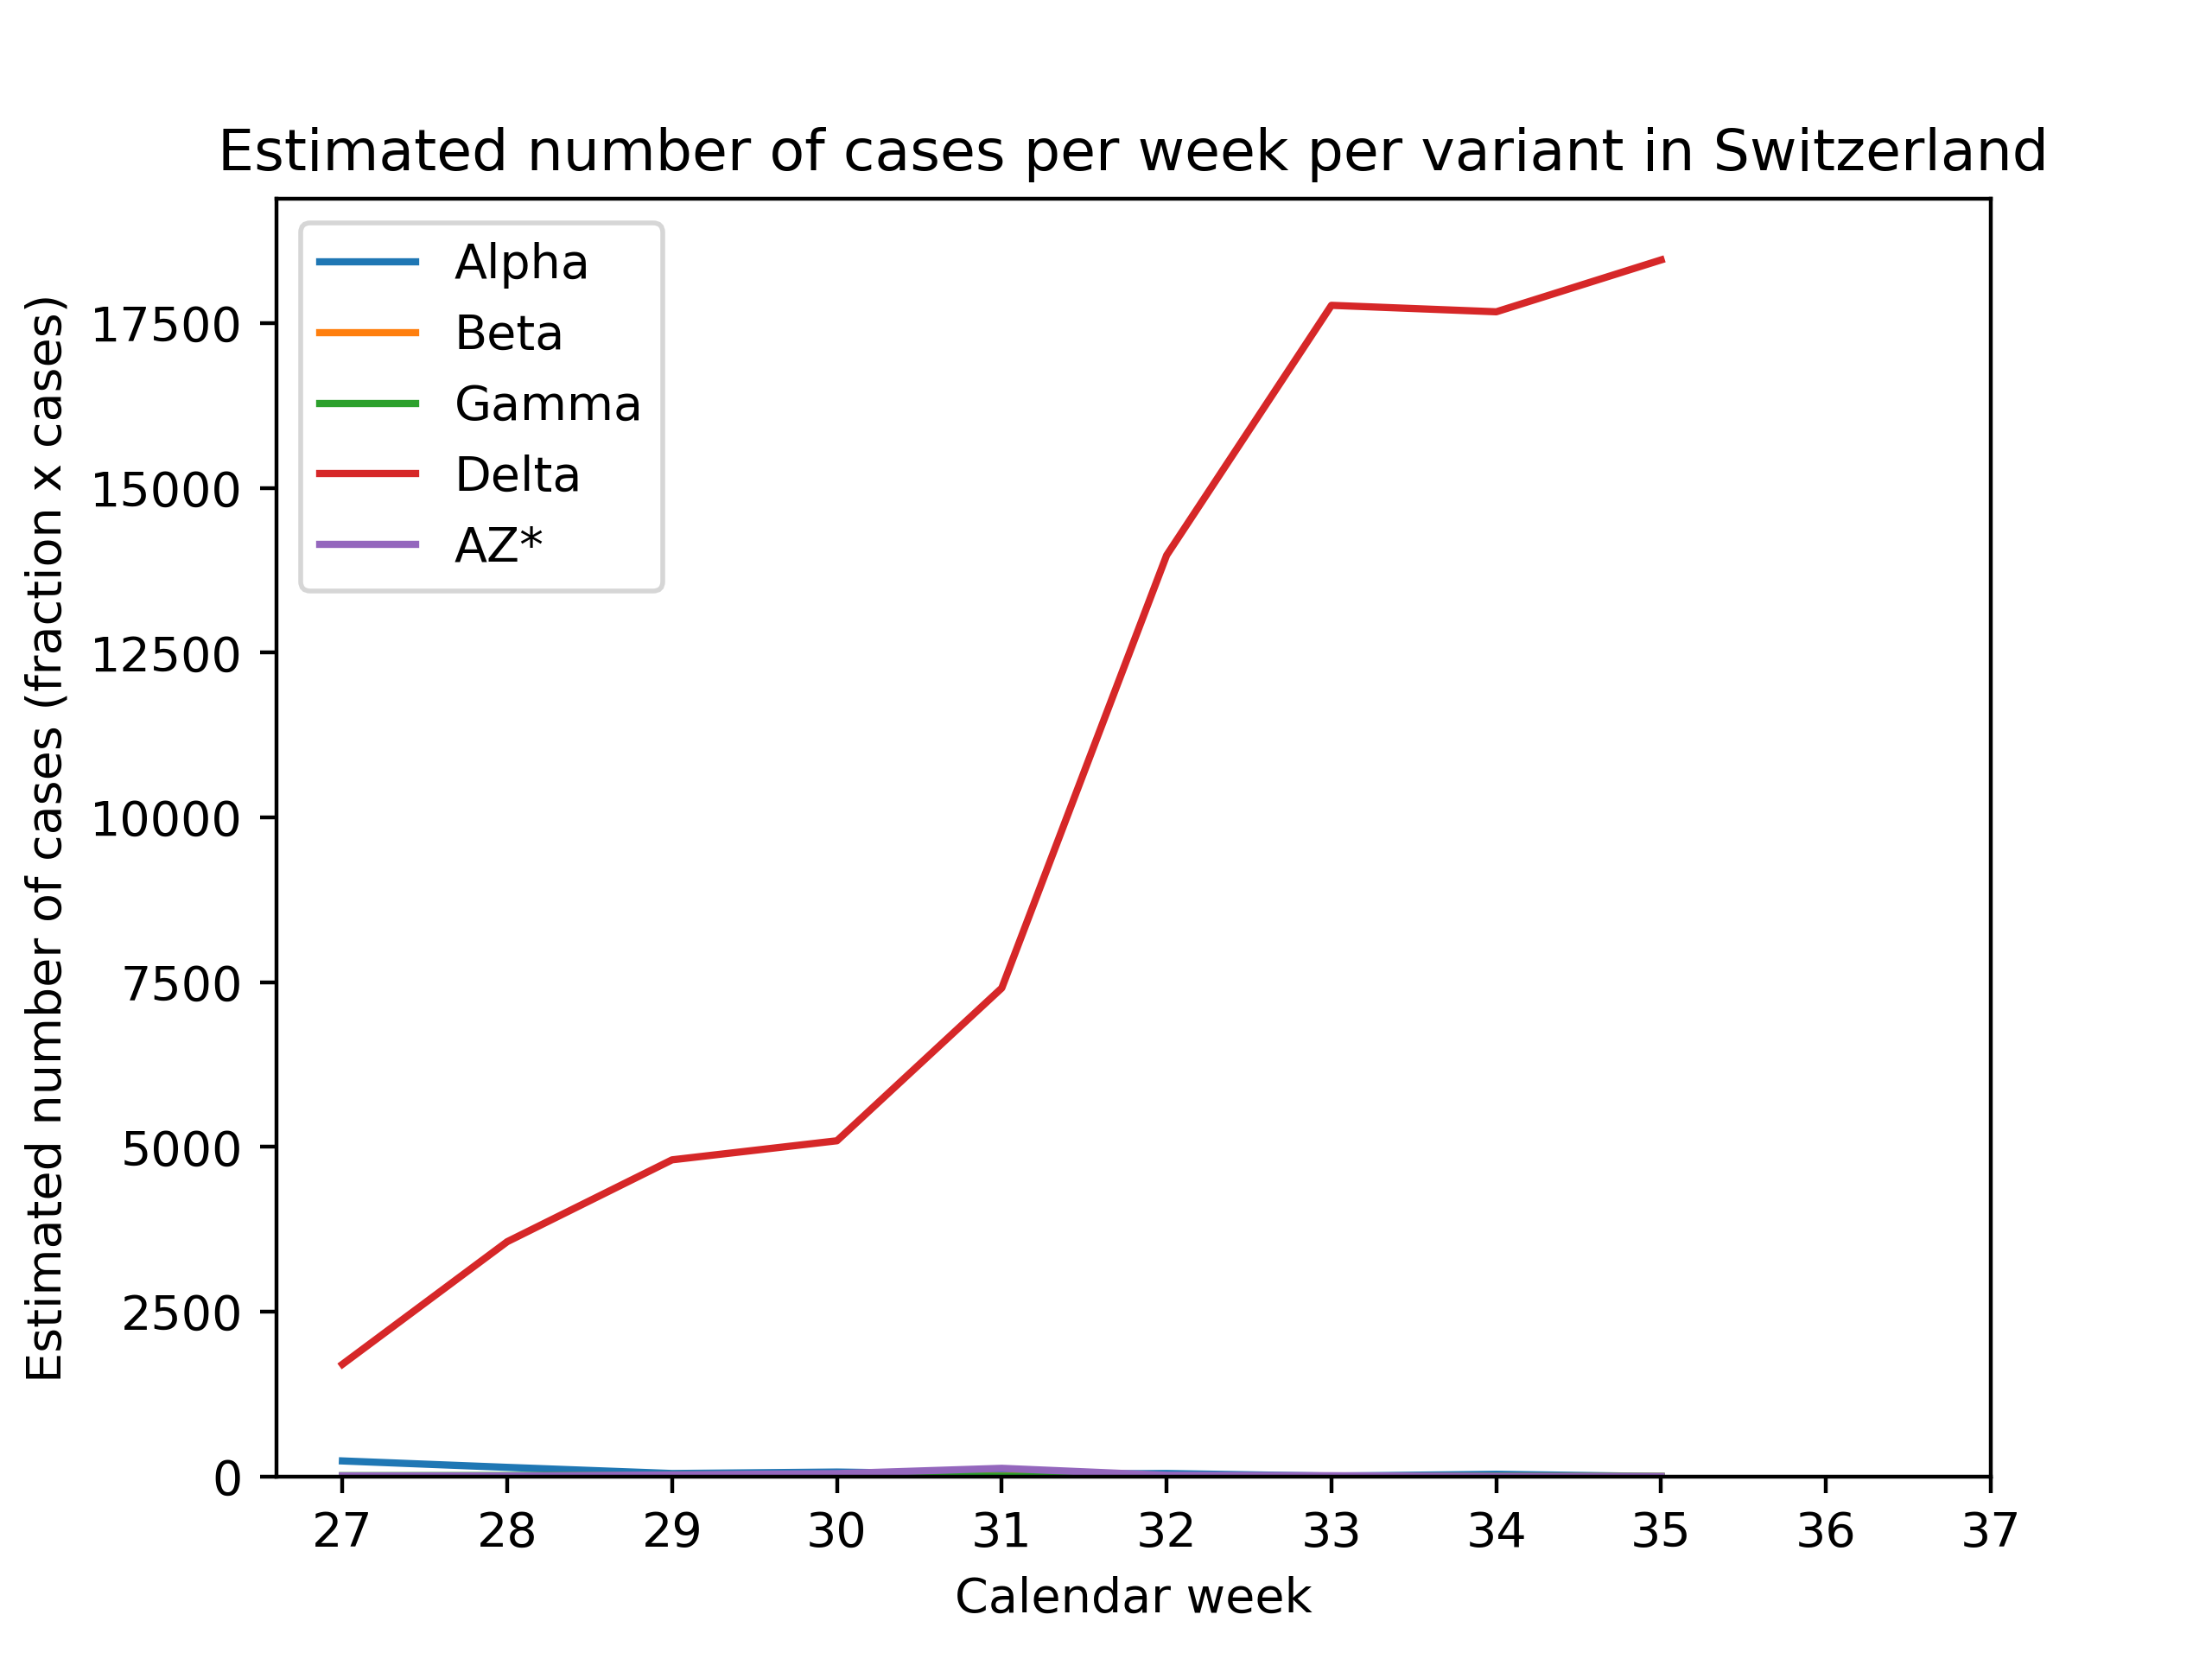 Estimated number of cases per week per variant in Switzerland
Estimated number of cases (fraction x cases)
17500
15000
12500
10000
7500
5000
2500
0
Alpha
Beta
Gamma
Delta
AZ*
27 28 29 30 31 32 33 34 35 36 37
Calendar week